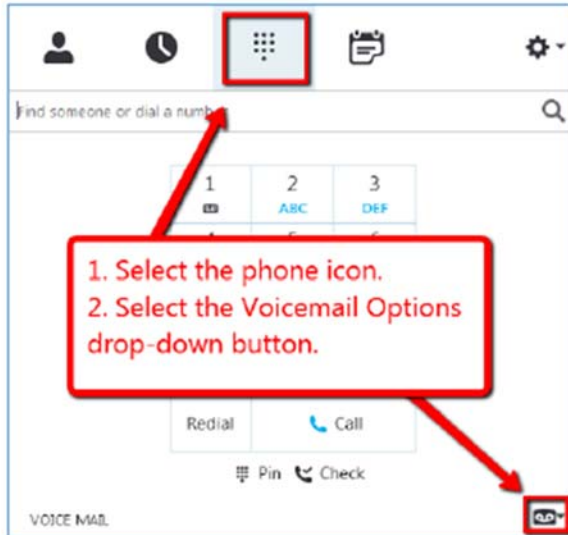 Find someone or dial a numb
1 2 3
ABC DEF
1. Select the phone icon.
2. Select the Voicemail Options
drop-down button.
Redial Call
Pin Check
VOICE MAIL